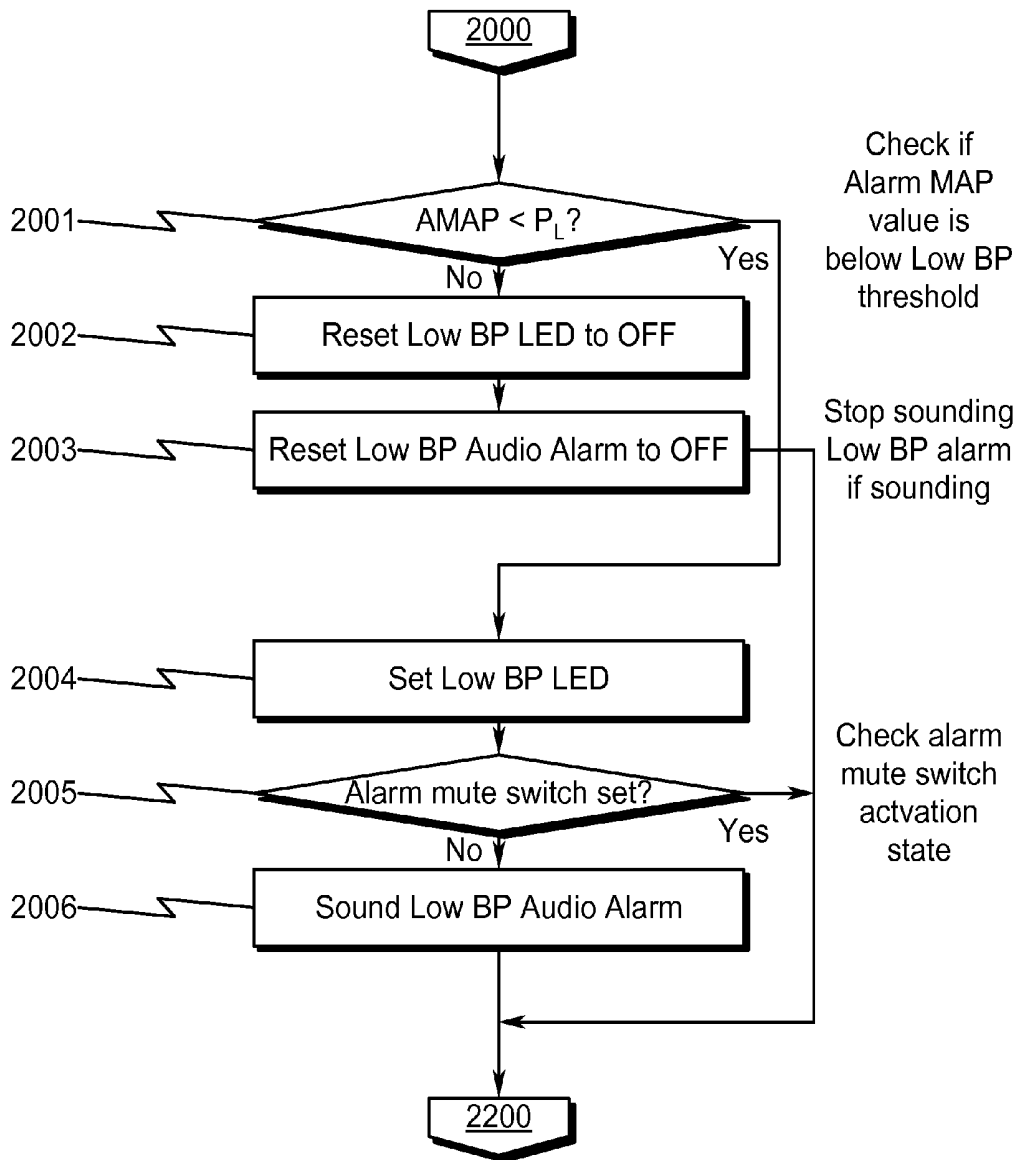 2000
Check if
Alarm MAP
value is
below Low BP
threshold
2001
AMAP < P_L?
Yes
No
2002
Reset Low BP LED to OFF
2003
Reset Low BP Audio Alarm to OFF
Stop sounding
Low BP alarm
if sounding
2004
Set Low BP LED
Check alarm
mute switch
actvation
state
2005
Alarm mute switch set?
Yes
No
2006
Sound Low BP Audio Alarm
2200